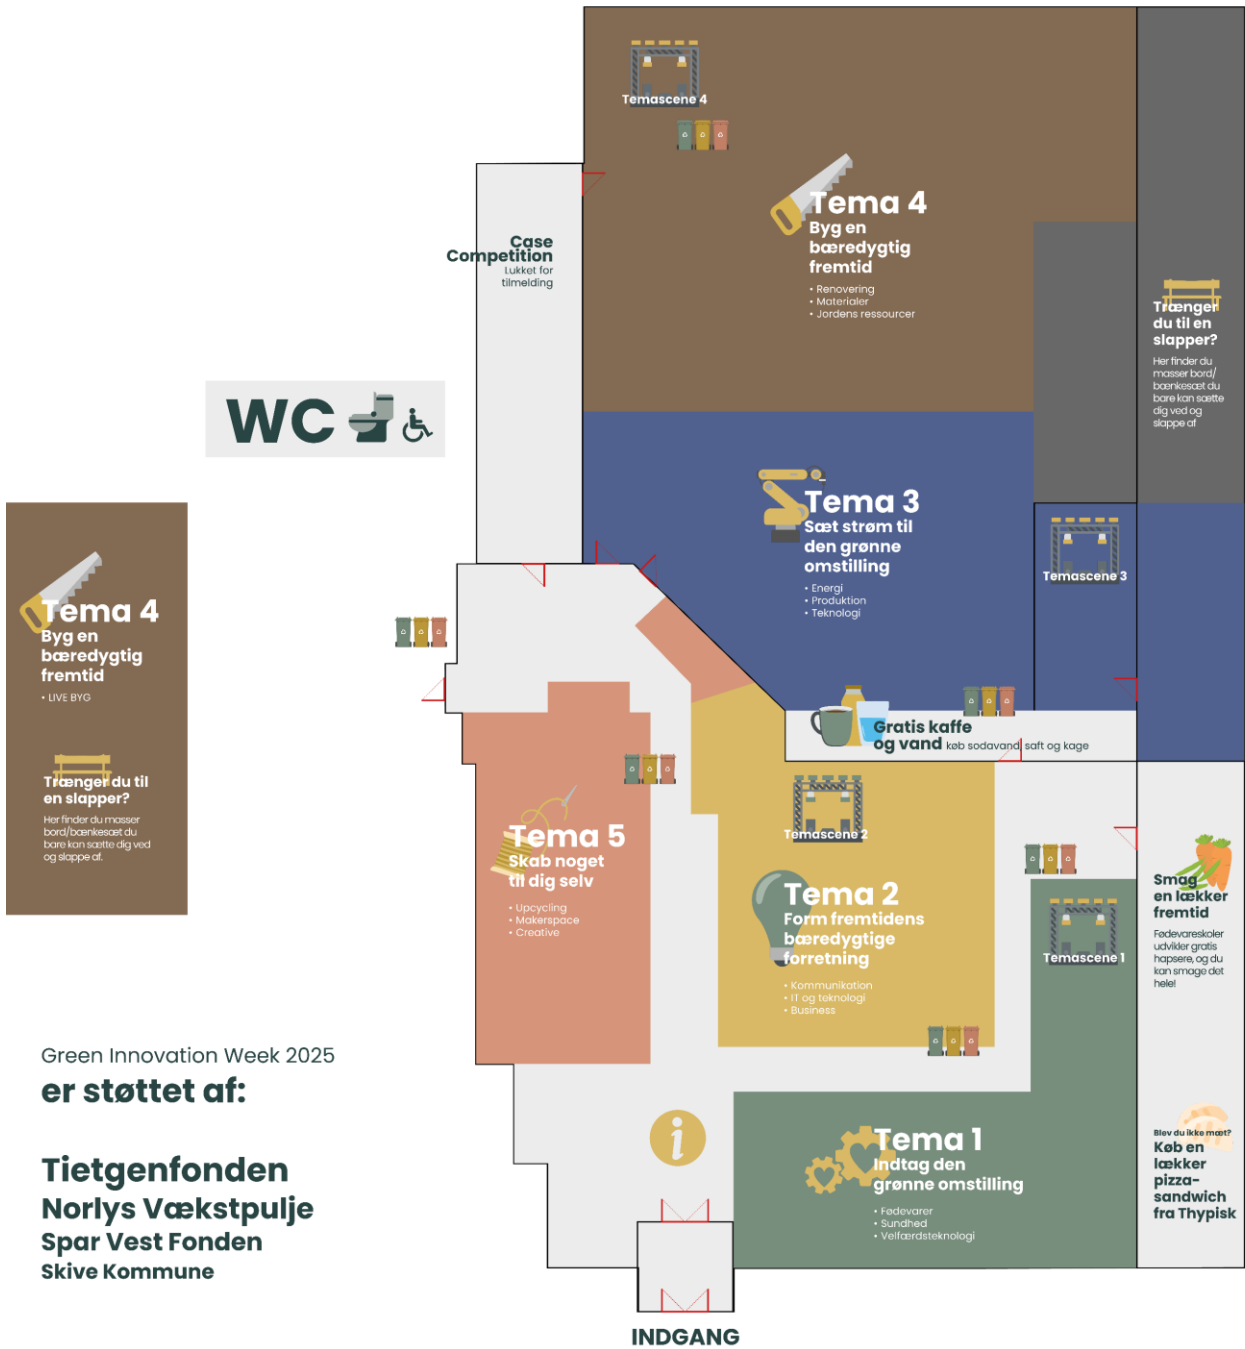 Temascene 4
Tema 4
Byg en
bæredygtig
fremtid
• Renovering
• Materialer
• Jordens ressourcer
Case
Competition
Lukket for
tilmelding
Trænger
du til en
slapper?
Her finder du
masser bord/
bænkesæt du
bare kan sætte
dig ved og
slappe af
WC
Tema 3
Sæt strøm til
den grønne
omstilling
• Energi
• Produktion
• Teknologi
Temascene 3
Tema 4
Byg en
bæredygtig
fremtid
• LIVE BYG
Trænger du til
en slapper?
Her finder du masser
bord/bænkesæt du
bare kan sætte dig ved
og slappe af.
Gratis kaffe
og vand køb sodavand, saft og kage
Temascene 2
Tema 5
Skab noget
til dig selv
• Upcycling
• Makerspace
• Creative
Tema 2
Form fremtidens
bæredygtige
forretning
• Kommunikation
• IT og teknologi
• Business
Temascene 1
Smag
en lækker
fremtid
Fødevareskoler
udvikler gratis
hapsere, og du
kan smage det
hele!
Green Innovation Week 2025
er støttet af:
Tietgenfonden
Norlys Vækstpulje
Spar Vest Fonden
Skive Kommune
i
Tema 1
Indtag den
grønne omstilling
• Fødevarer
• Sundhed
• Velfærdsteknologi
Blev du ikke mæt?
Køb en
lækker
pizza-
sandwich
fra Thypisk
INDGANG